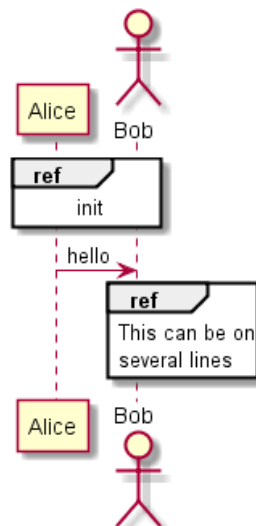 Alice
Bob
ref
init
hello
ref
This can be on
several lines
Alice
Bob